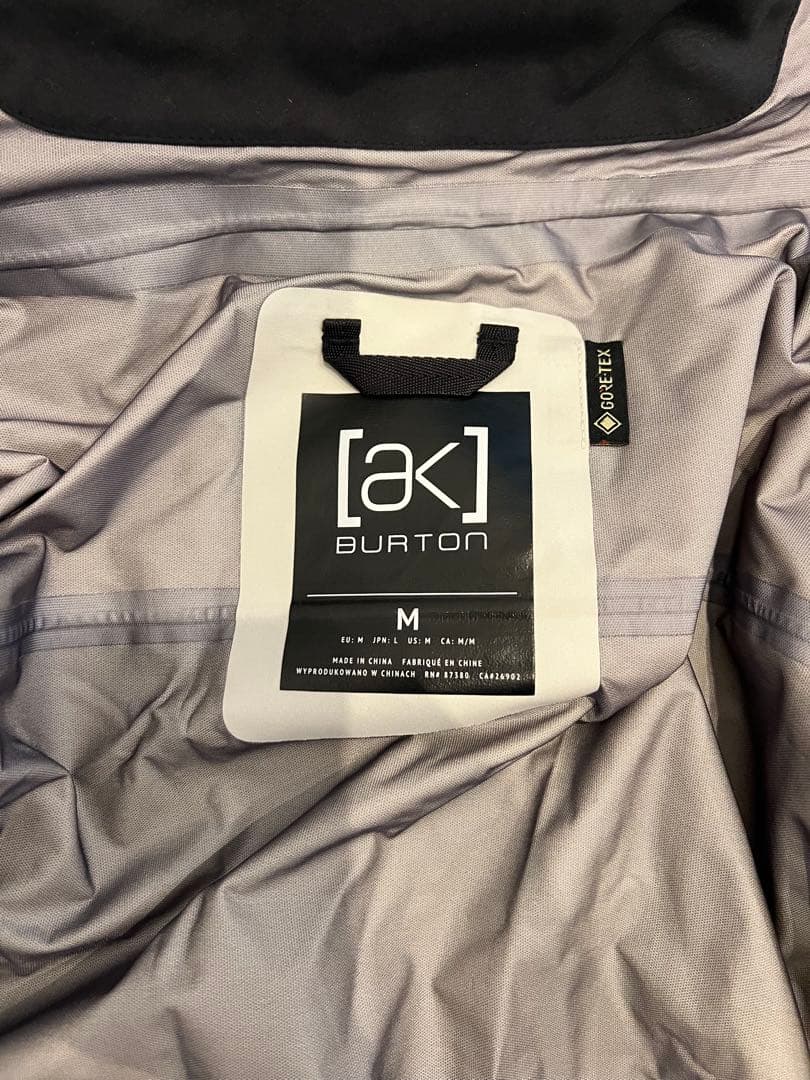 GORE-TEX
[ak]
BURTON
M
EU: M JPN: L US: M CA: M/M
MADE IN CHINA FABRIQUÉ EN CHINE
WYPRODUKOWANO W CHINACH RN# 87380 CA#26902